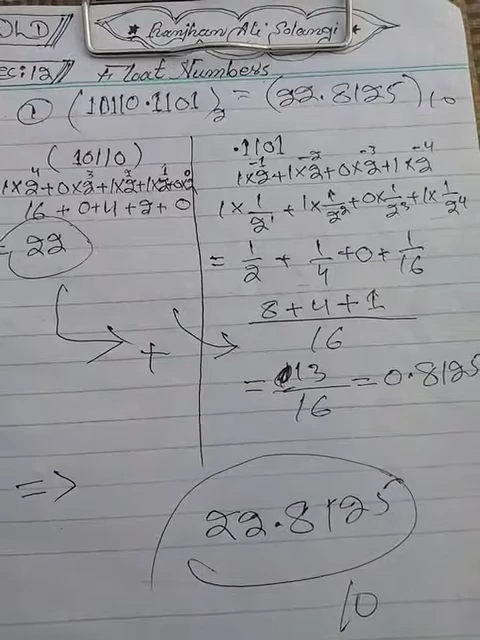 DLD
★ Ranjhan Ali Solangi ★
ec:12 Float Numbers
① (10110.1101)₂ = (22.8125)₁₀
(10110)
1×2⁴+0×2³+1×2²+1×2¹+0×2⁰
16 + 0+4+2+0
= 22
.1101
1×2⁻¹+1×2⁻²+0×2⁻³+1×2⁻⁴
1×1/2¹+1×1/2²+0×1/2³+1×1/2⁴
= 1/2 + 1/4 +0+ 1/16
8+4+1/16
= 13/16 = 0.8125
+
=> 22.8125
10